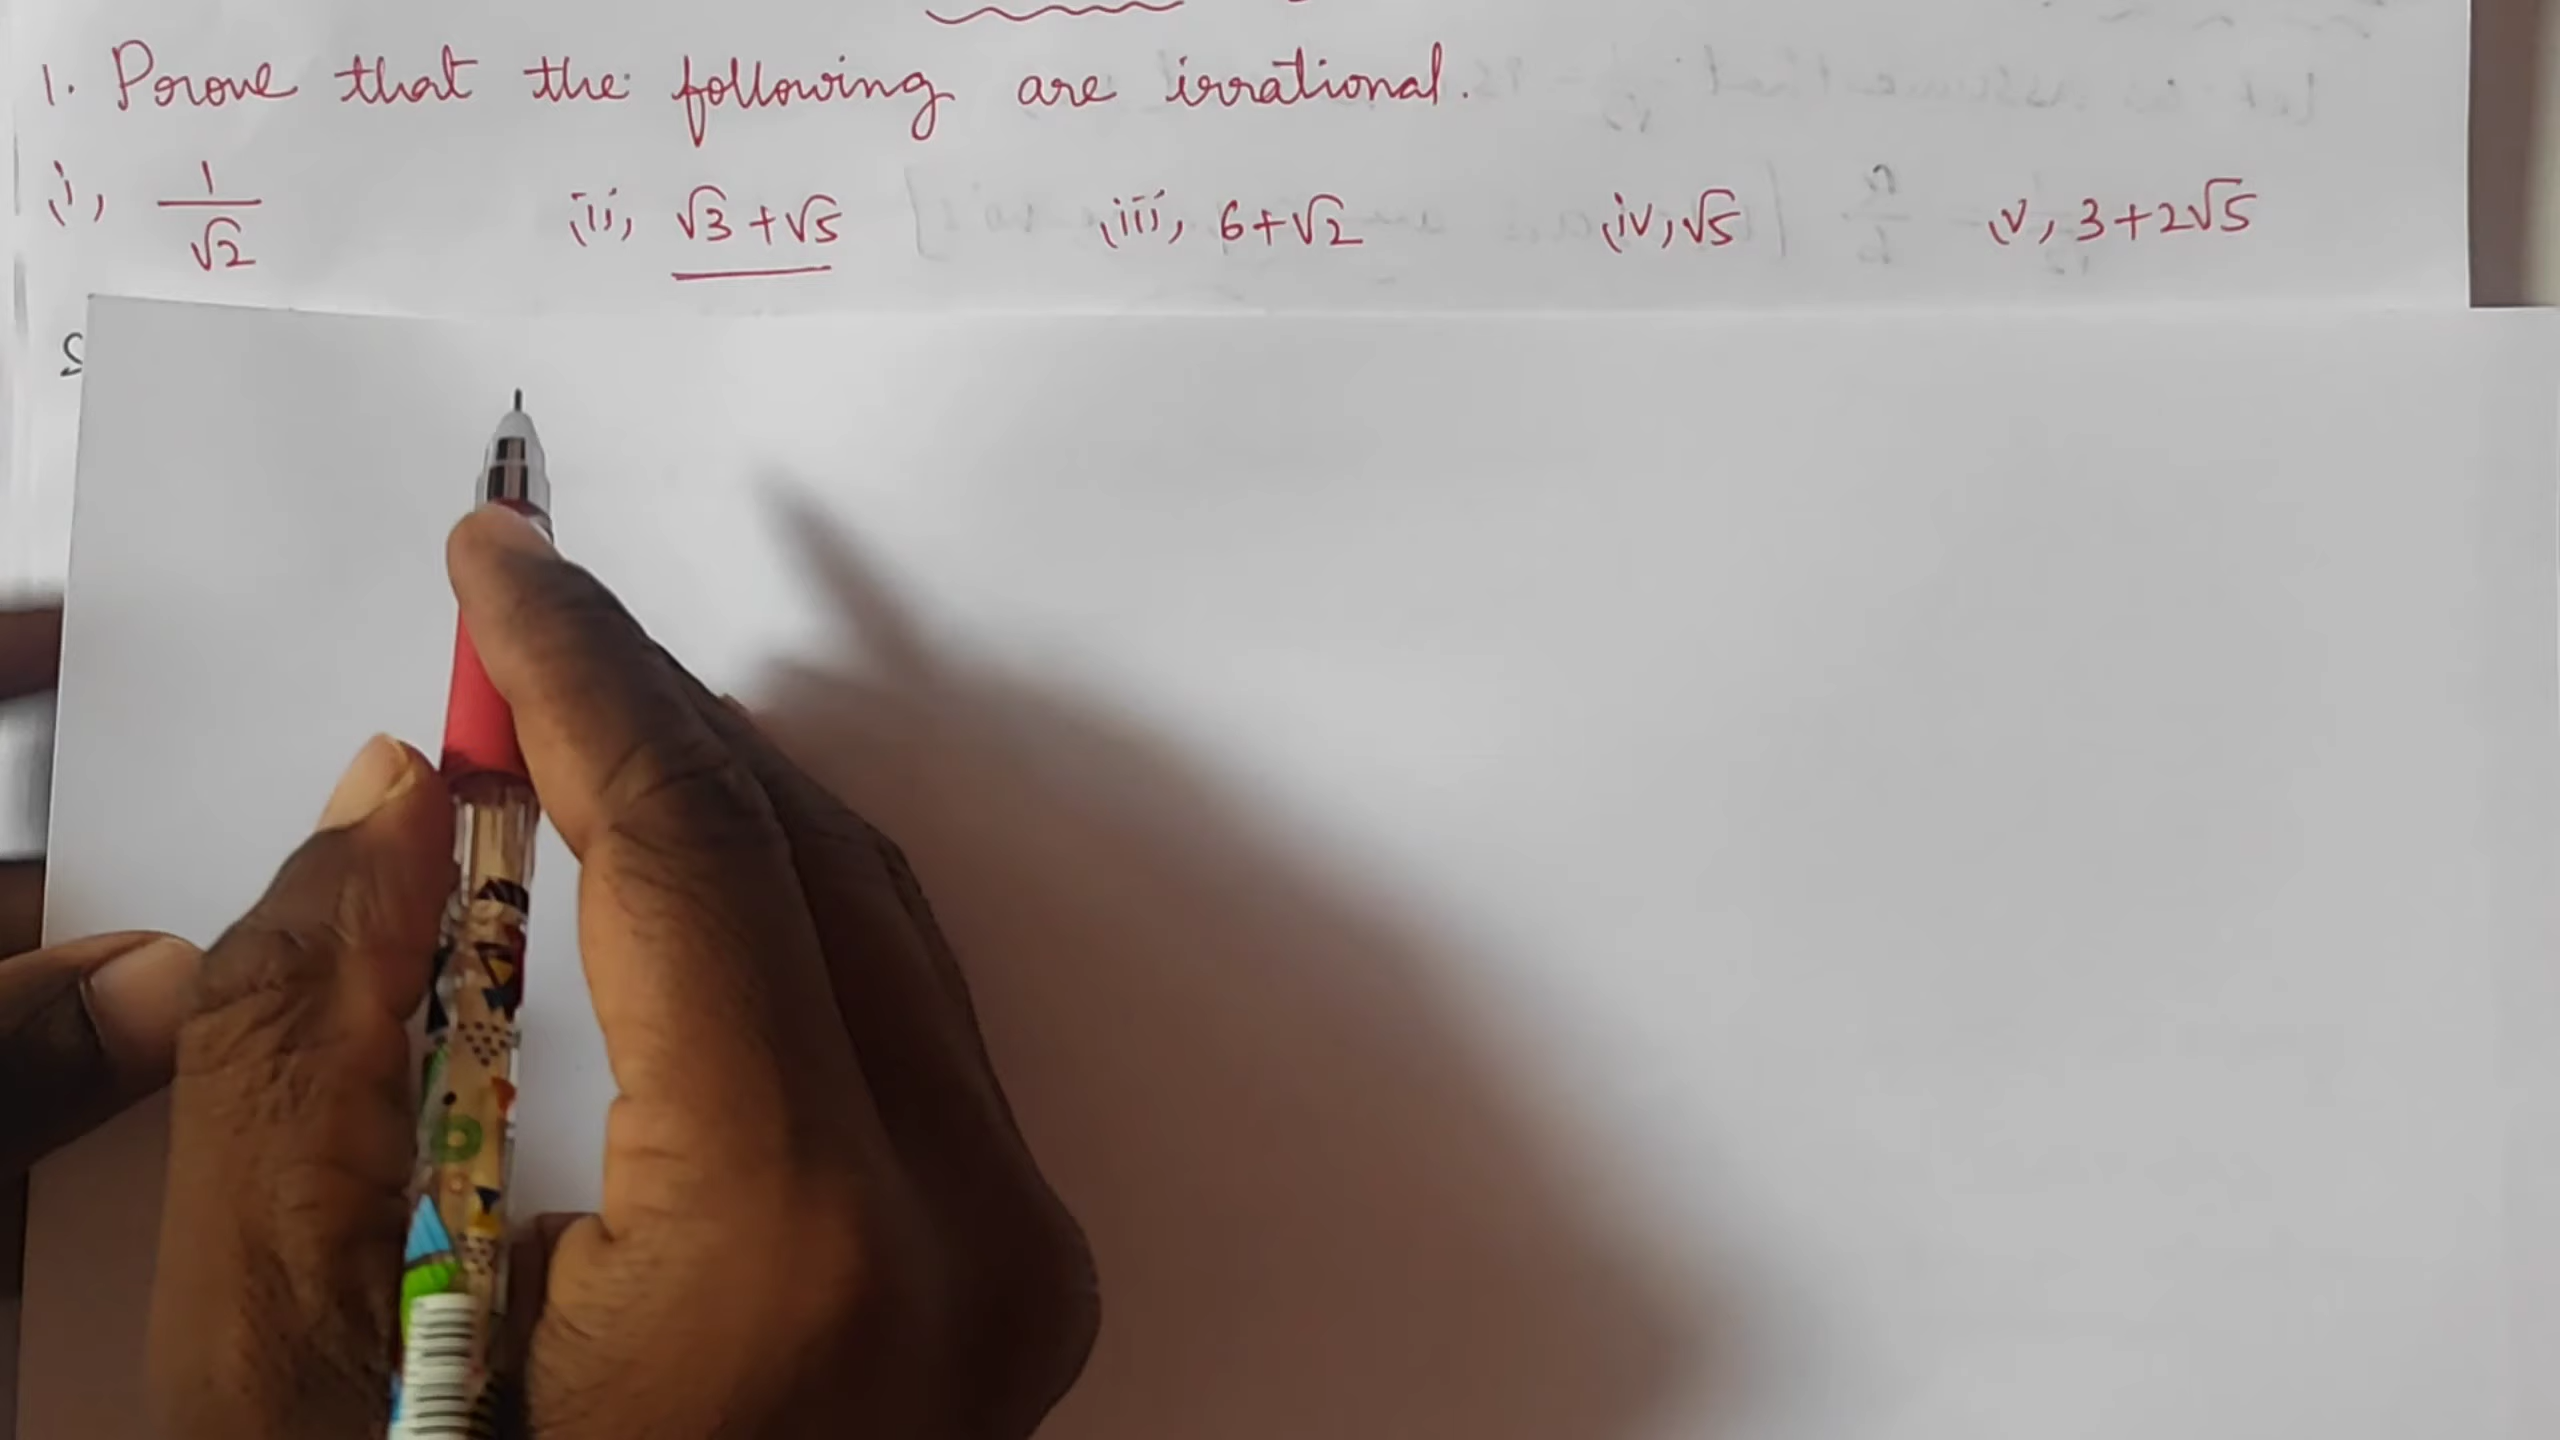 1. Prove that the following are irrational.
(i), 1/√2 (ii), √3+√5 (iii), 6+√2 (iv, √5 (v, 3+2√5
S